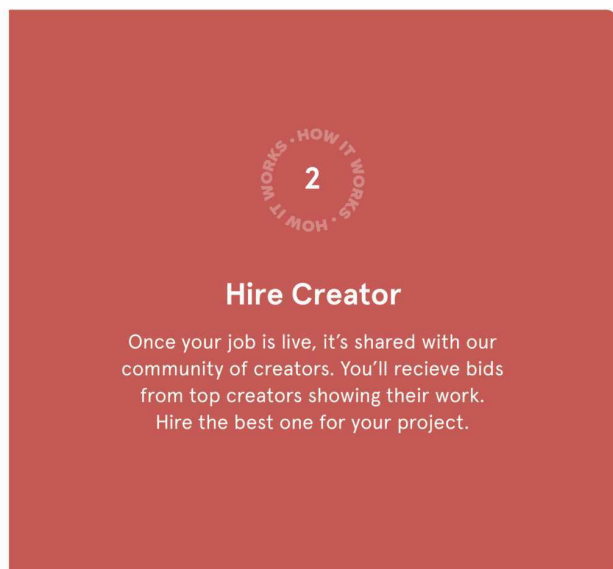 HOW IT WORKS · HOW IT WORKS ·
2
Hire Creator
Once your job is live, it’s shared with our
community of creators. You’ll recieve bids
from top creators showing their work.
Hire the best one for your project.